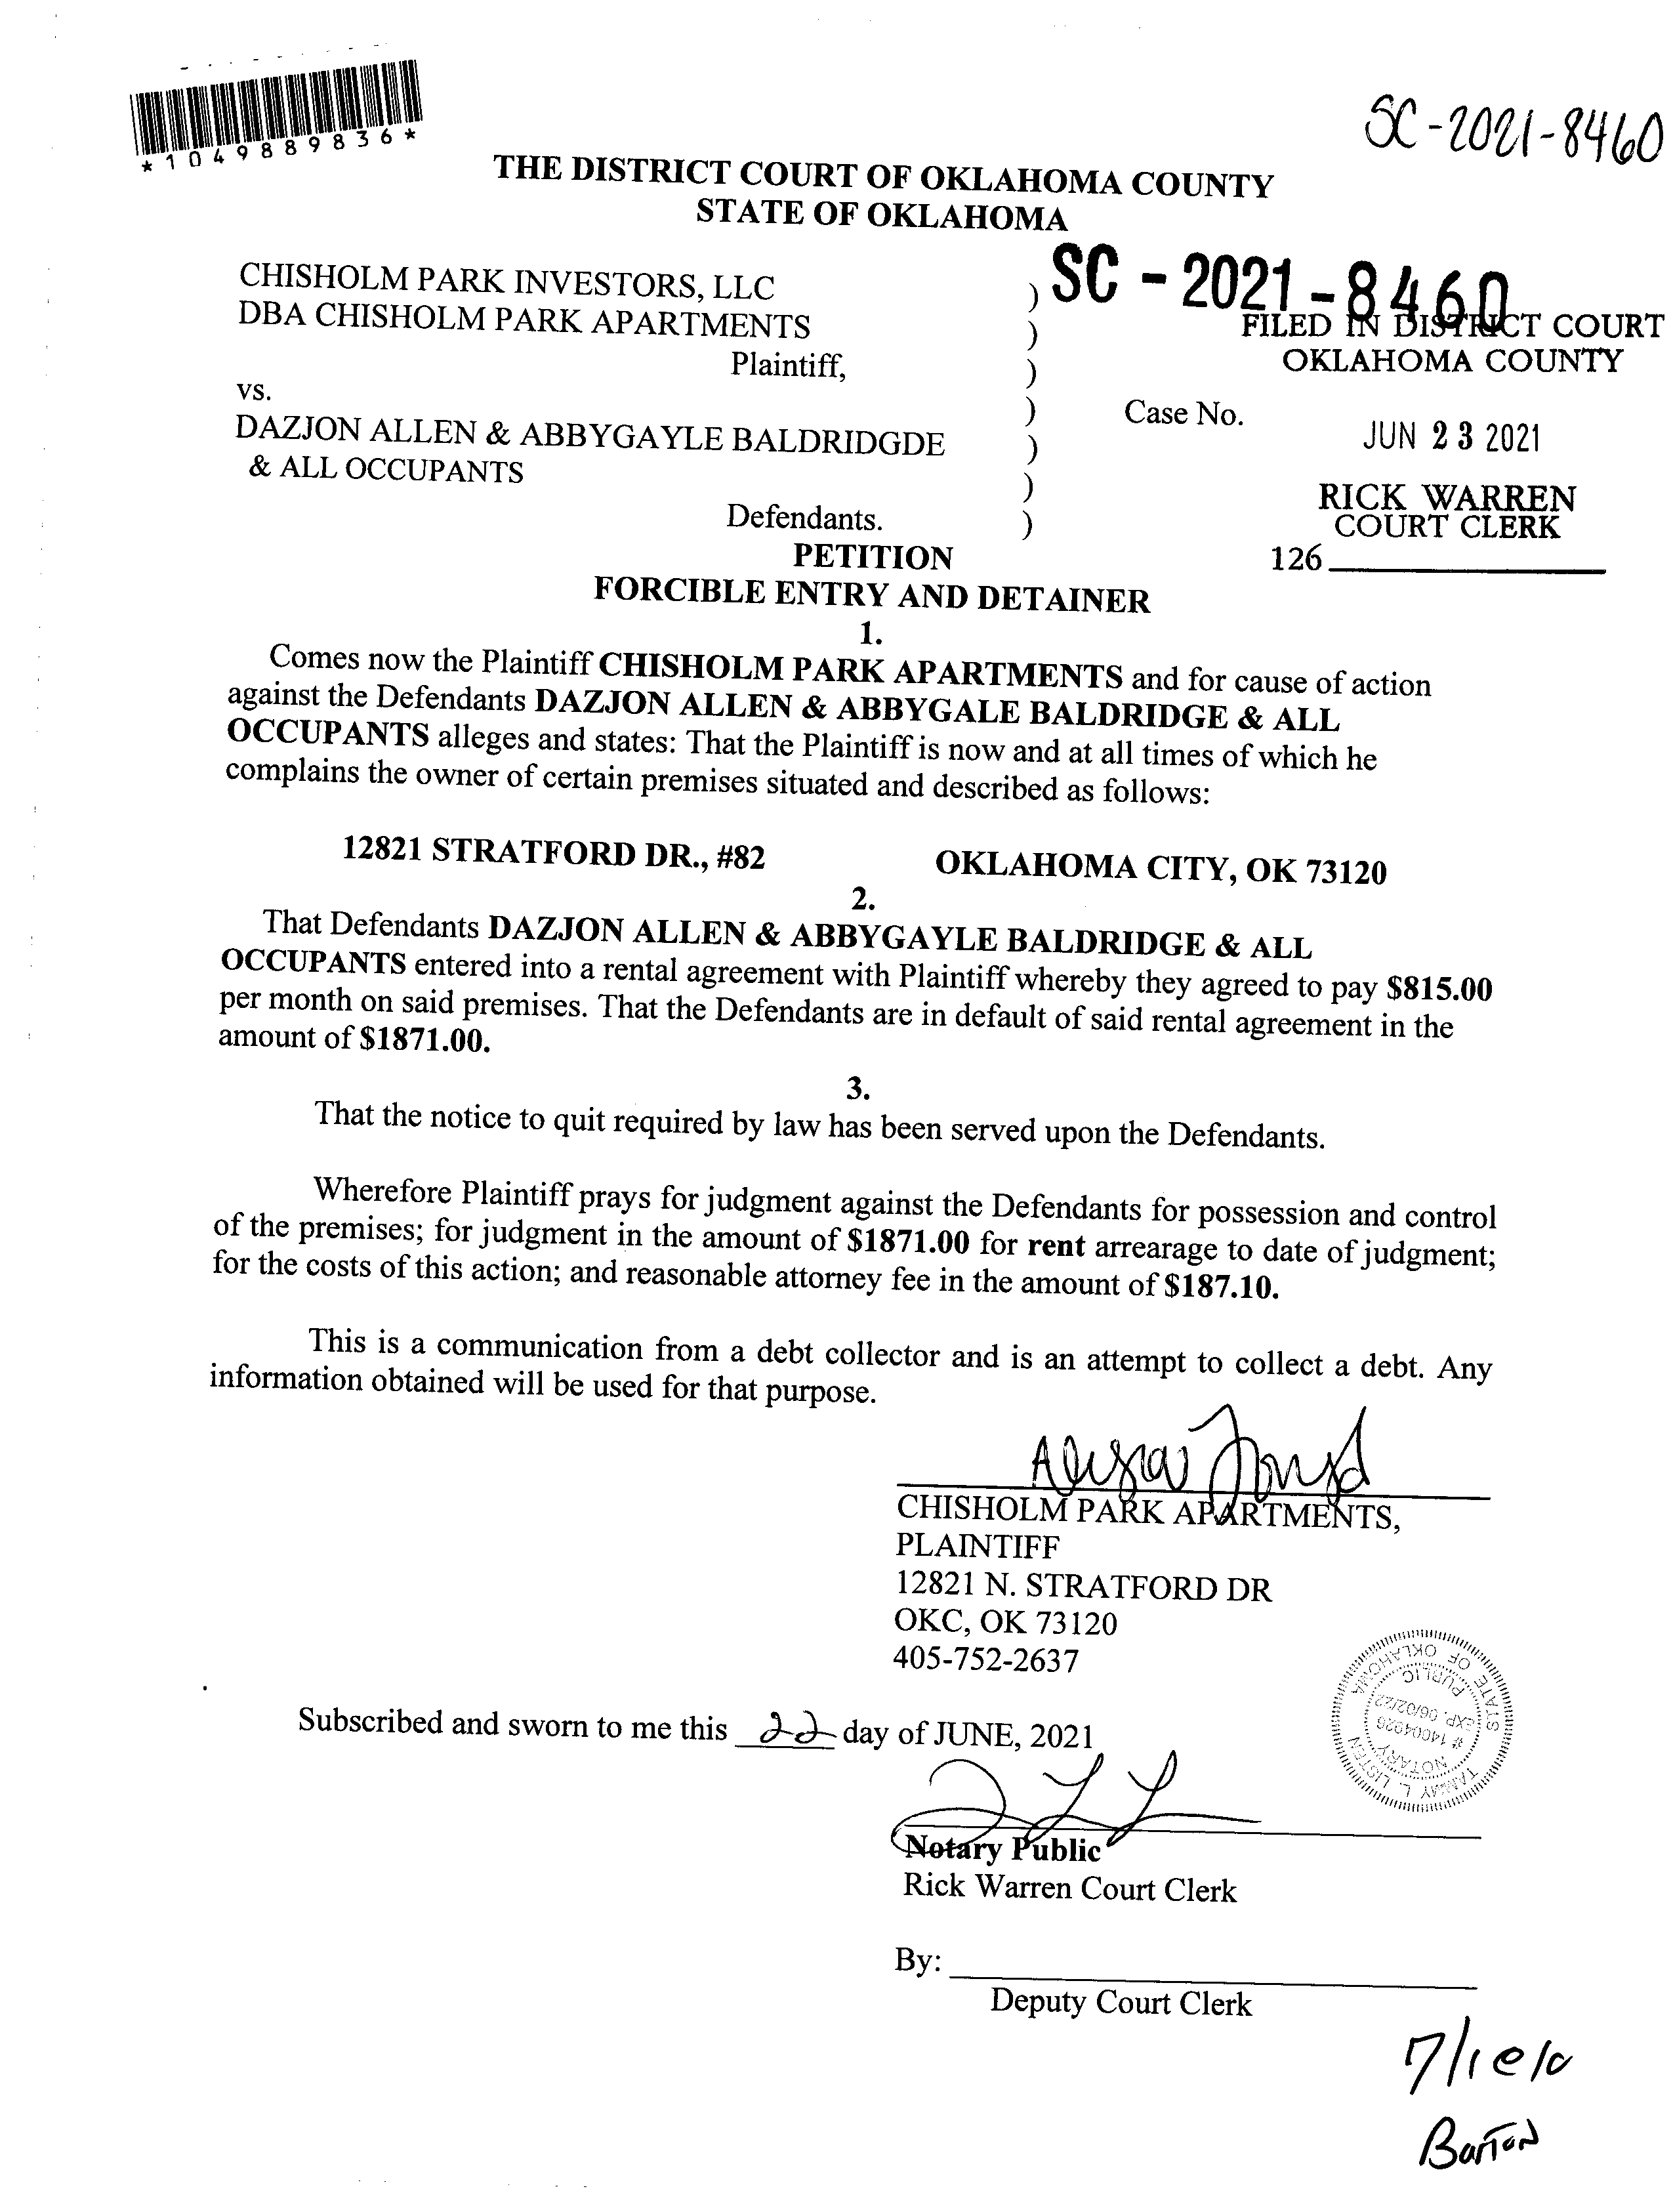 SC-2021-8460
*1049889836*
THE DISTRICT COURT OF OKLAHOMA COUNTY
STATE OF OKLAHOMA
CHISHOLM PARK INVESTORS, LLC )
DBA CHISHOLM PARK APARTMENTS )
Plaintiff, )
vs. )
DAZJON ALLEN & ABBYGAYLE BALDRIDGDE )
& ALL OCCUPANTS )
Defendants. )
SC - 2021 - 8460
FILED IN DISTRICT COURT
OKLAHOMA COUNTY
Case No.
JUN 23 2021
RICK WARREN
COURT CLERK
126
PETITION
FORCIBLE ENTRY AND DETAINER
1.
Comes now the Plaintiff CHISHOLM PARK APARTMENTS and for cause of action
against the Defendants DAZJON ALLEN & ABBYGALE BALDRIDGE & ALL
OCCUPANTS alleges and states: That the Plaintiff is now and at all times of which he
complains the owner of certain premises situated and described as follows:
12821 STRATFORD DR., #82 OKLAHOMA CITY, OK 73120
2.
That Defendants DAZJON ALLEN & ABBYGAYLE BALDRIDGE & ALL
OCCUPANTS entered into a rental agreement with Plaintiff whereby they agreed to pay $815.00
per month on said premises. That the Defendants are in default of said rental agreement in the
amount of $1871.00.
3.
That the notice to quit required by law has been served upon the Defendants.
Wherefore Plaintiff prays for judgment against the Defendants for possession and control
of the premises; for judgment in the amount of $1871.00 for rent arrearage to date of judgment;
for the costs of this action; and reasonable attorney fee in the amount of $187.10.
This is a communication from a debt collector and is an attempt to collect a debt. Any
information obtained will be used for that purpose.
CHISHOLM PARK APARTMENTS,
PLAINTIFF
12821 N. STRATFORD DR
OKC, OK 73120
405-752-2637
TAMAY L. LISTEN
STATE OF OKLAHOMA
NOTARY
# 14004926
EXP. 06/02/22
PUBLIC
Subscribed and sworn to me this 22 day of JUNE, 2021
Notary Public
Rick Warren Court Clerk
By:
Deputy Court Clerk
Barton